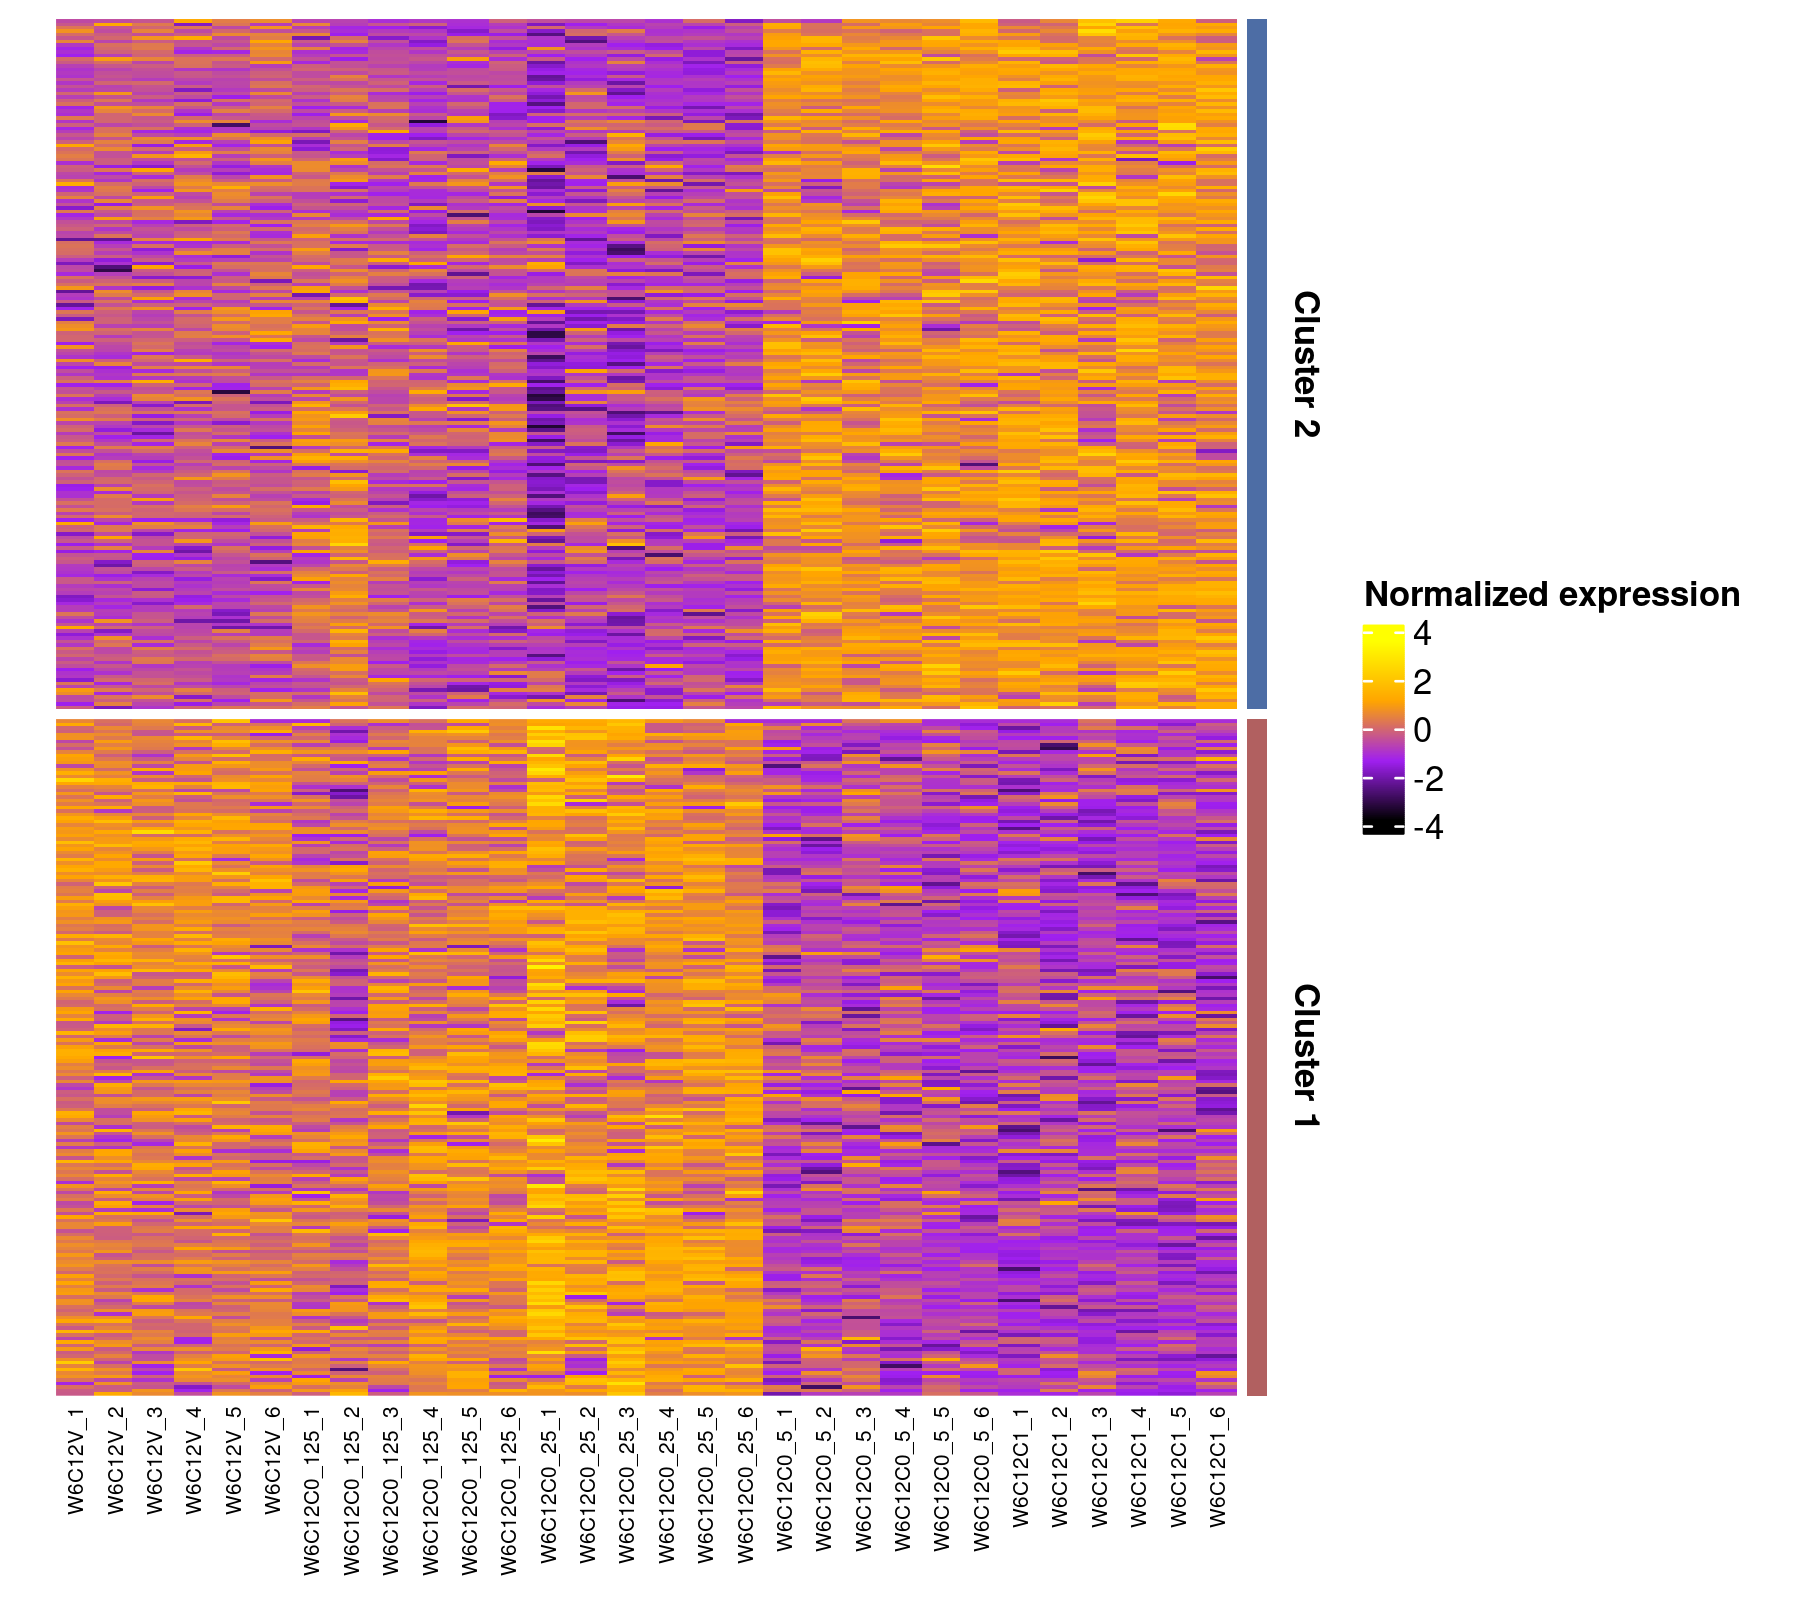 Cluster 2
Cluster 1
Normalized expression
4
2
0
-2
-4
W6C12V_1
W6C12V_2
W6C12V_3
W6C12V_4
W6C12V_5
W6C12V_6
W6C12C0_125_1
W6C12C0_125_2
W6C12C0_125_3
W6C12C0_125_4
W6C12C0_125_5
W6C12C0_125_6
W6C12C0_25_1
W6C12C0_25_2
W6C12C0_25_3
W6C12C0_25_4
W6C12C0_25_5
W6C12C0_25_6
W6C12C0_5_1
W6C12C0_5_2
W6C12C0_5_3
W6C12C0_5_4
W6C12C0_5_5
W6C12C0_5_6
W6C12C1_1
W6C12C1_2
W6C12C1_3
W6C12C1_4
W6C12C1_5
W6C12C1_6